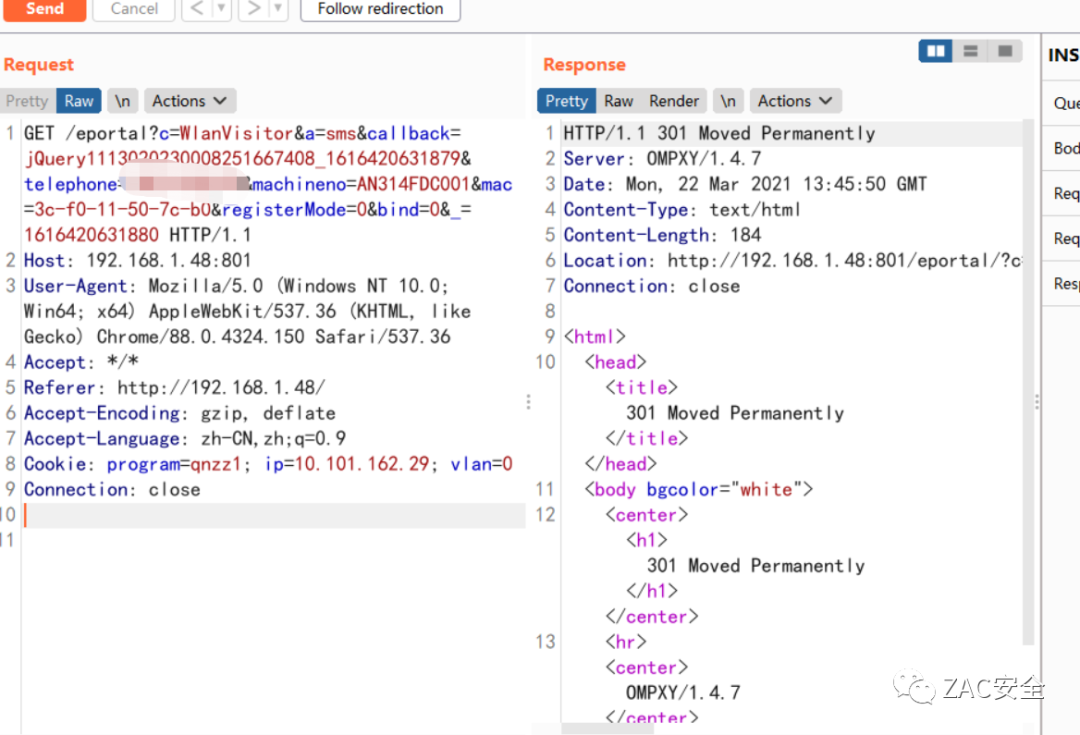 Send Cancel < > Follow redirection
Request
Pretty Raw \n Actions
1 GET /eportal?c=WlanVisitor&a=sms&callback=
jQuery1113020230008251667408_1616420631879&
telephone= &machineno=AN314FDC001&mac
=3c-f0-11-50-7c-b0&registerMode=0&bind=0&_=
1616420631880 HTTP/1.1
2 Host: 192.168.1.48:801
3 User-Agent: Mozilla/5.0 (Windows NT 10.0;
Win64; x64) AppleWebKit/537.36 (KHTML, like
Gecko) Chrome/88.0.4324.150 Safari/537.36
4 Accept: */*
5 Referer: http://192.168.1.48/
6 Accept-Encoding: gzip, deflate
7 Accept-Language: zh-CN,zh;q=0.9
8 Cookie: program=qnzz1; ip=10.101.162.29; vlan=0
9 Connection: close
10
11
Response
Pretty Raw Render \n Actions
1 HTTP/1.1 301 Moved Permanently
2 Server: OMPXY/1.4.7
3 Date: Mon, 22 Mar 2021 13:45:50 GMT
4 Content-Type: text/html
5 Content-Length: 184
6 Location: http://192.168.1.48:801/eportal/?c=
7 Connection: close
8
9 <html>
10 <head>
<title>
301 Moved Permanently
</title>
</head>
11 <body bgcolor="white">
12 <center>
<h1>
301 Moved Permanently
</h1>
</center>
13 <hr>
<center>
OMPXY/1.4.7
</center>
INS
Que
Bod
Req
Req
Resp
ZAC安全